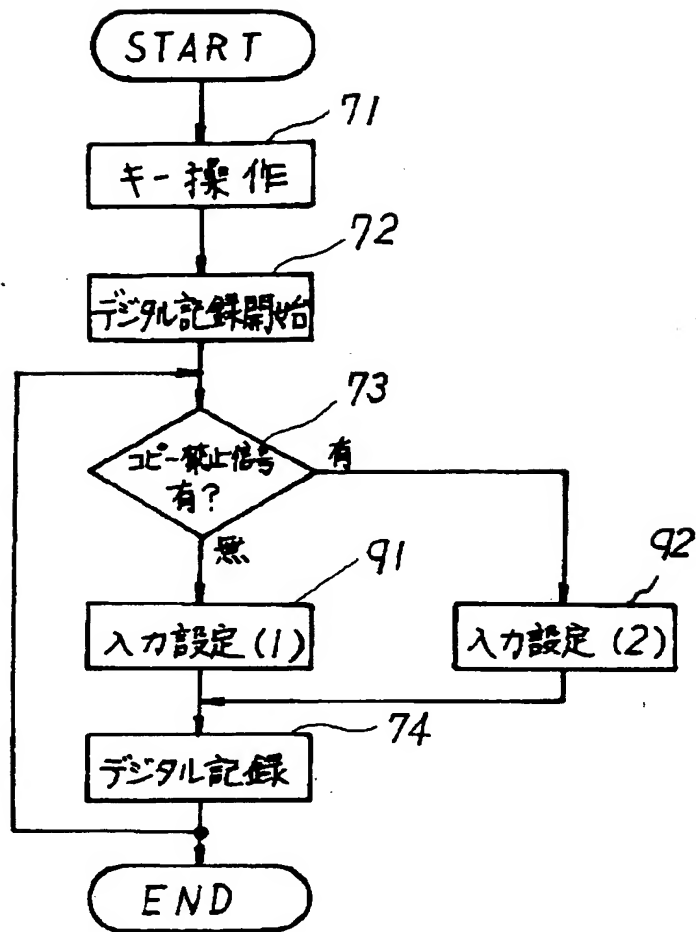 START
71
キー操作
72
デジタル記録開始
73
コピー禁止信号
有?
有
無
91
92
入力設定(1)
入力設定(2)
74
デジタル記録
END